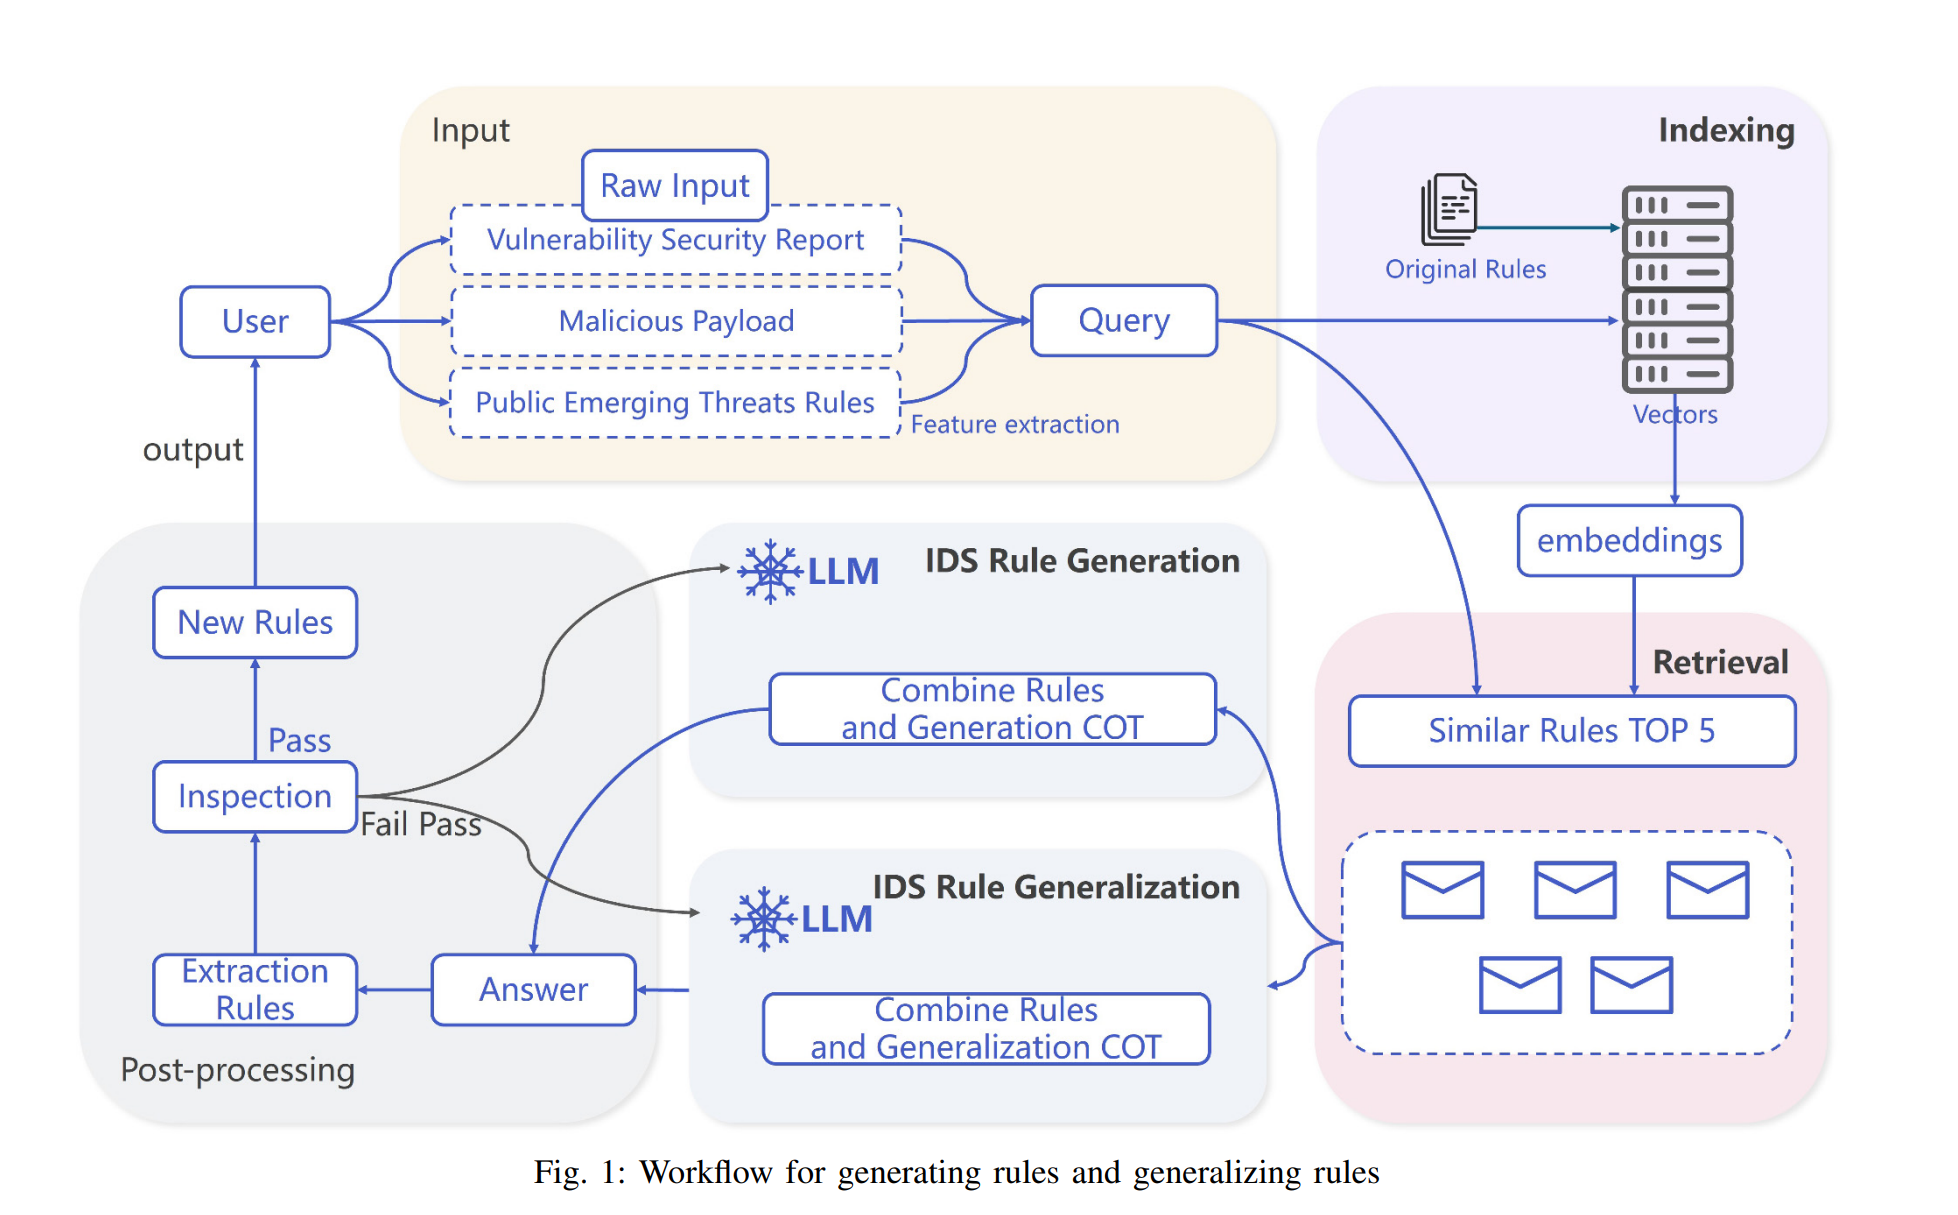 Input
Raw Input
Vulnerability Security Report
Malicious Payload
Public Emerging Threats Rules
Feature extraction
User
Query
output
Indexing
Original Rules
Vectors
embeddings
Retrieval
Similar Rules TOP 5
LLM
IDS Rule Generation
Combine Rules
and Generation COT
IDS Rule Generalization
LLM
Combine Rules
and Generalization COT
New Rules
Pass
Inspection
Fail Pass
Extraction
Rules
Answer
Post-processing
Fig. 1: Workflow for generating rules and generalizing rules